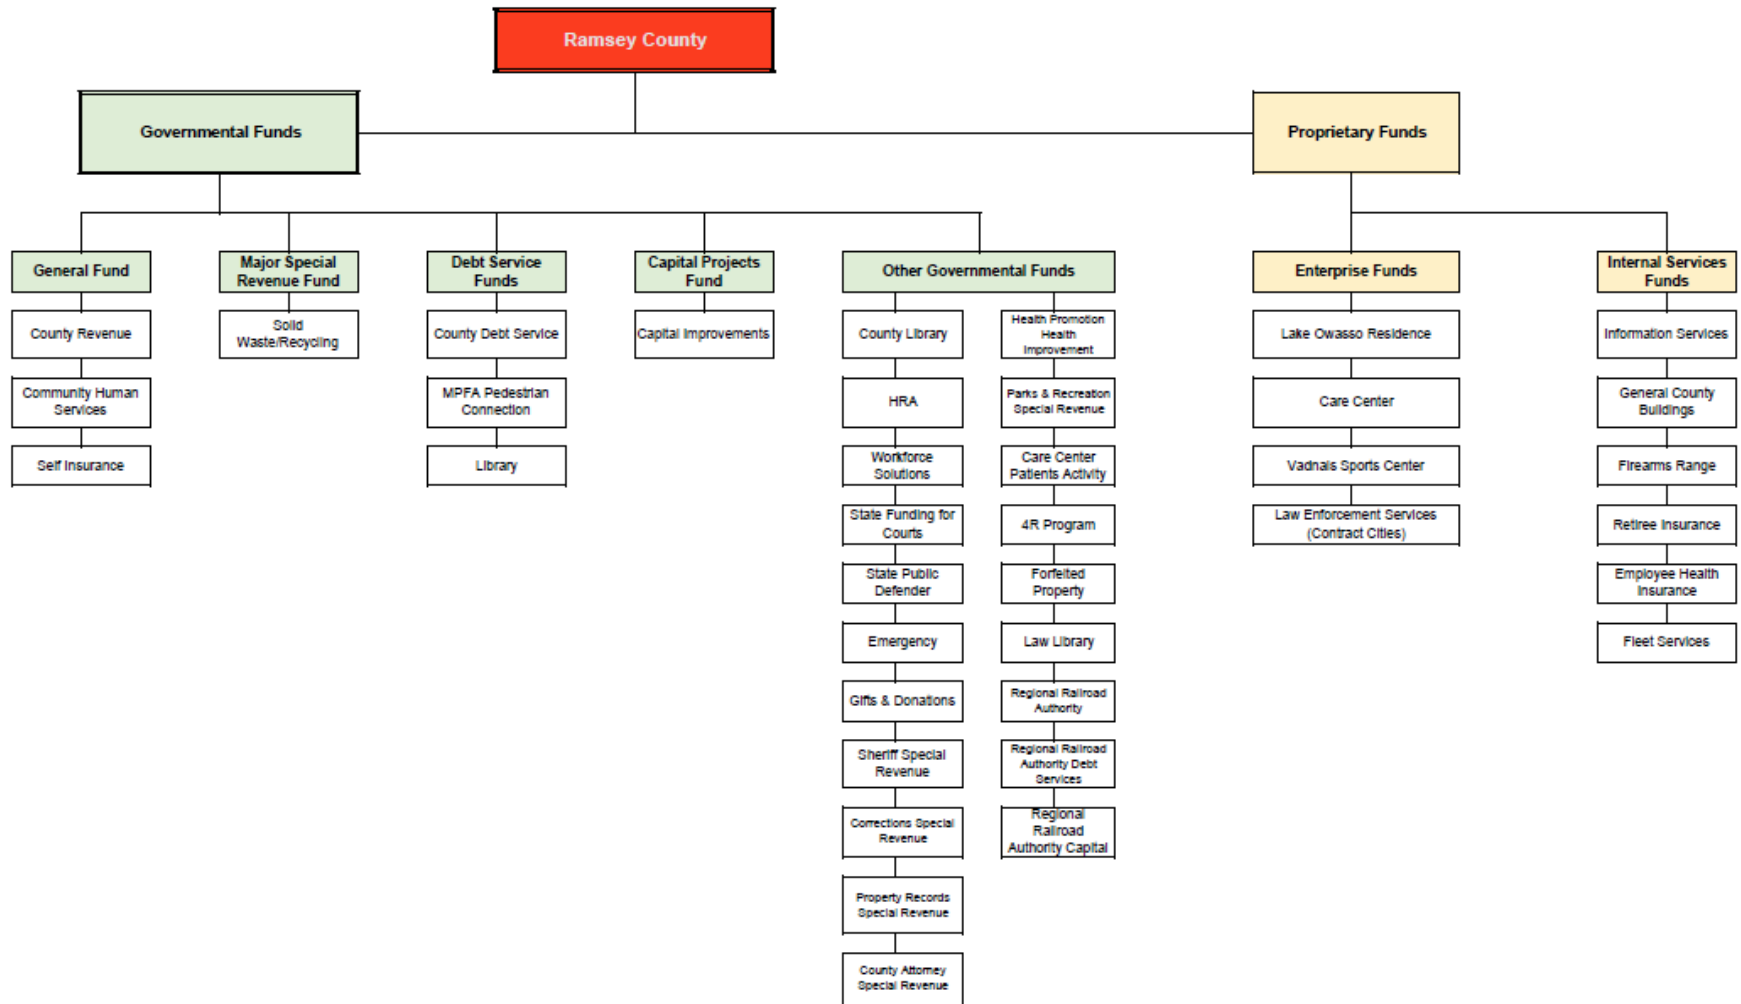 Ramsey County
Governmental Funds
Proprietary Funds
General Fund
Major Special
Revenue Fund
Debt Service
Funds
Capital Projects
Fund
Other Governmental Funds
Enterprise Funds
Internal Services
Funds
County Revenue
Community Human
Services
Self Insurance
Solid
Waste/Recycling
County Debt Service
MPFA Pedestrian
Connection
Library
Capital Improvements
County Library
HRA
Workforce
Solutions
State Funding for
Courts
State Public
Defender
Emergency
Gifts & Donations
Sheriff Special
Revenue
Corrections Special
Revenue
Property Records
Special Revenue
County Attorney
Special Revenue
Health Promotion
Health
Improvement
Parks & Recreation
Special Revenue
Care Center
Patients Activity
4R Program
Forfeited
Property
Law Library
Regional Railroad
Authority
Regional Railroad
Authority Debt
Services
Regional
Railroad
Authority Capital
Lake Owasso Residence
Care Center
Vadnais Sports Center
Law Enforcement Services
(Contract Cities)
Information Services
General County
Buildings
Firearms Range
Retiree Insurance
Employee Health
Insurance
Fleet Services